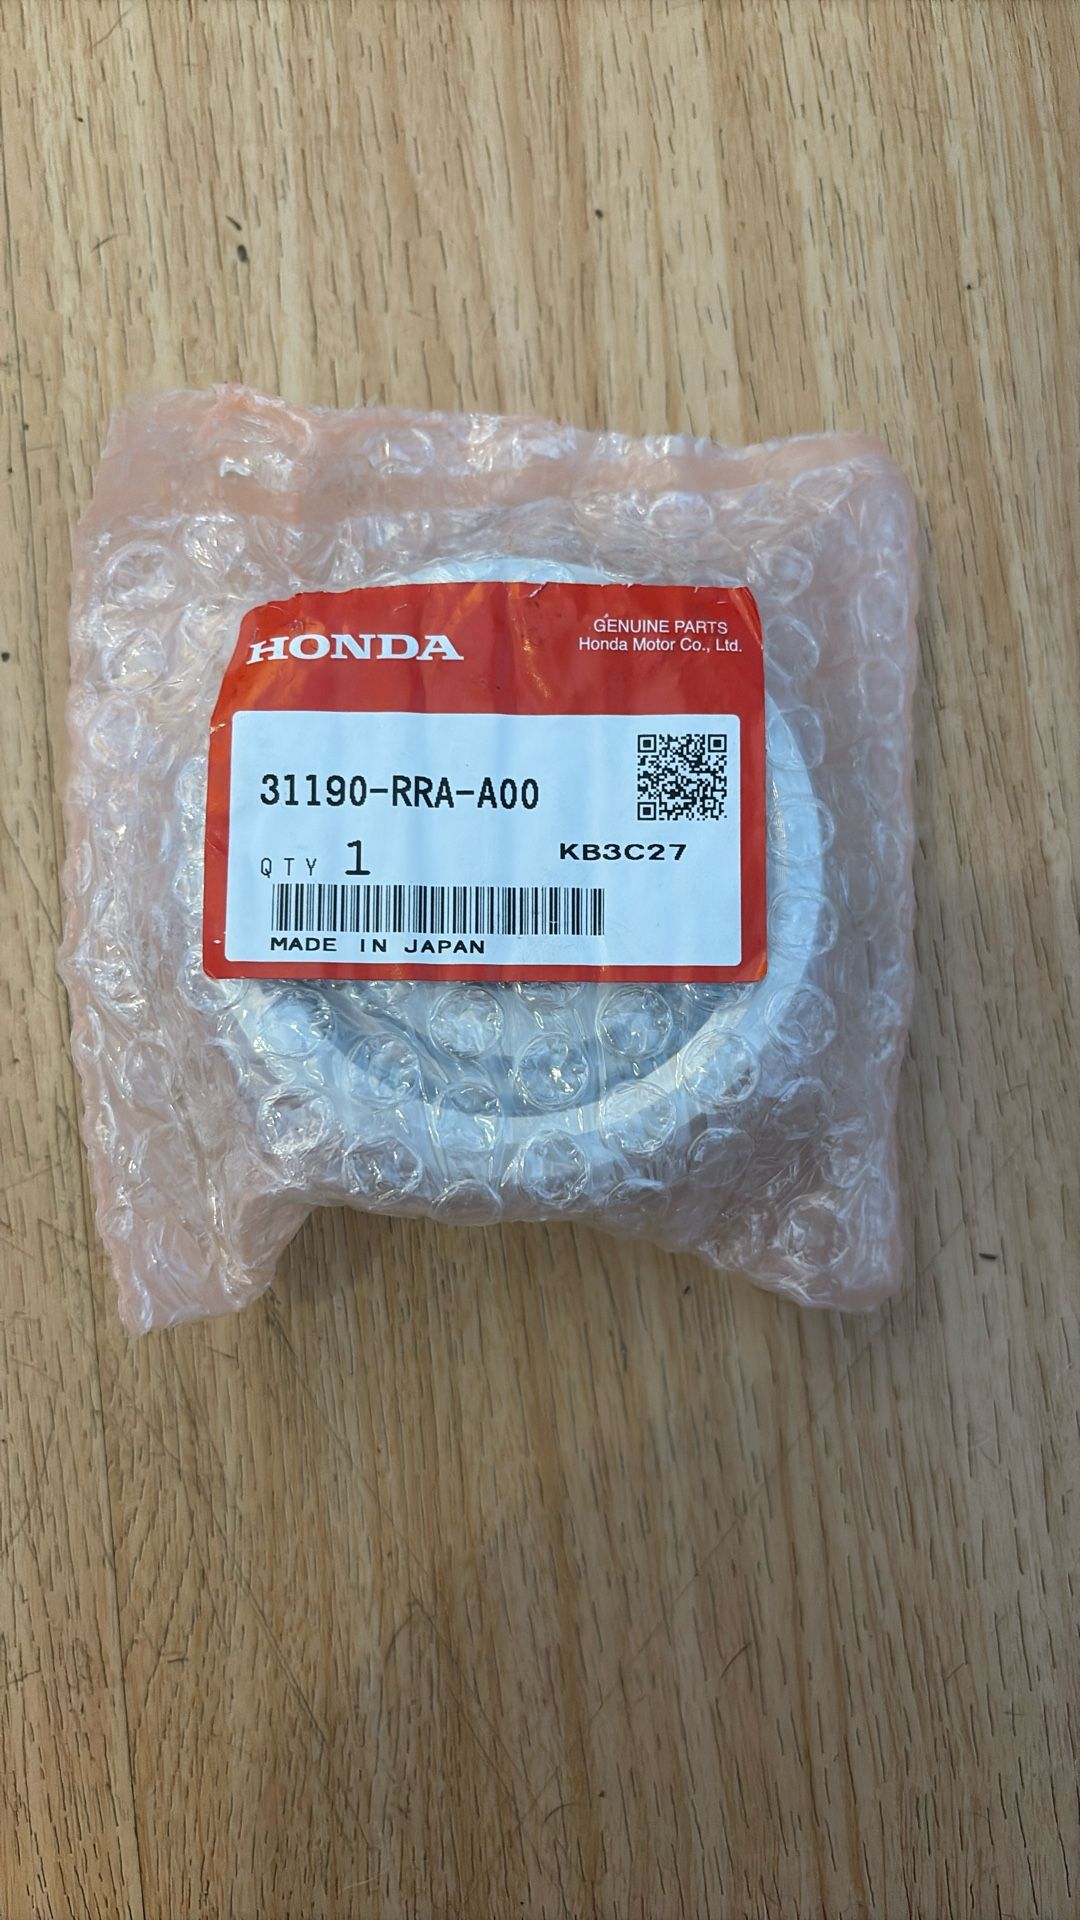 HONDA
GENUINE PARTS
Honda Motor Co., Ltd.
31190-RRA-A00
QTY 1
KB3C27
MADE IN JAPAN